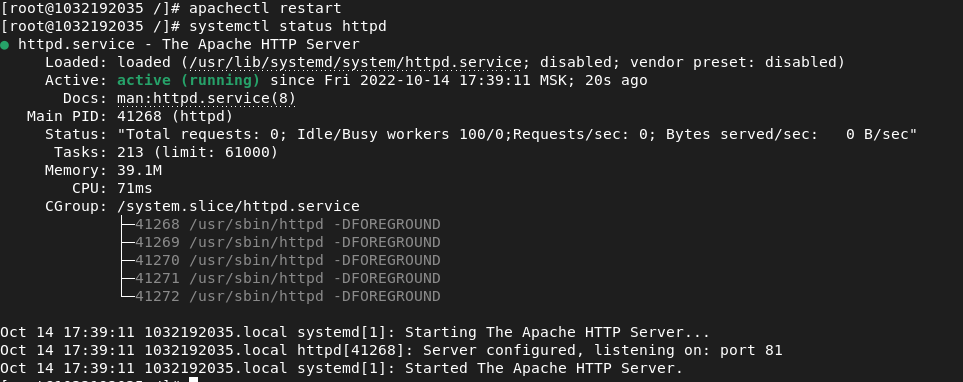 [root@1032192035 /]# apachectl restart
[root@1032192035 /]# systemctl status httpd
● httpd.service - The Apache HTTP Server
     Loaded: loaded (/usr/lib/systemd/system/httpd.service; disabled; vendor preset: disabled)
     Active: active (running) since Fri 2022-10-14 17:39:11 MSK; 20s ago
       Docs: man:httpd.service(8)
   Main PID: 41268 (httpd)
     Status: "Total requests: 0; Idle/Busy workers 100/0;Requests/sec: 0; Bytes served/sec:   0 B/sec"
      Tasks: 213 (limit: 61000)
     Memory: 39.1M
        CPU: 71ms
     CGroup: /system.slice/httpd.service
             ├─41268 /usr/sbin/httpd -DFOREGROUND
             ├─41269 /usr/sbin/httpd -DFOREGROUND
             ├─41270 /usr/sbin/httpd -DFOREGROUND
             ├─41271 /usr/sbin/httpd -DFOREGROUND
             └─41272 /usr/sbin/httpd -DFOREGROUND
Oct 14 17:39:11 1032192035.local systemd[1]: Starting The Apache HTTP Server...
Oct 14 17:39:11 1032192035.local httpd[41268]: Server configured, listening on: port 81
Oct 14 17:39:11 1032192035.local systemd[1]: Started The Apache HTTP Server.